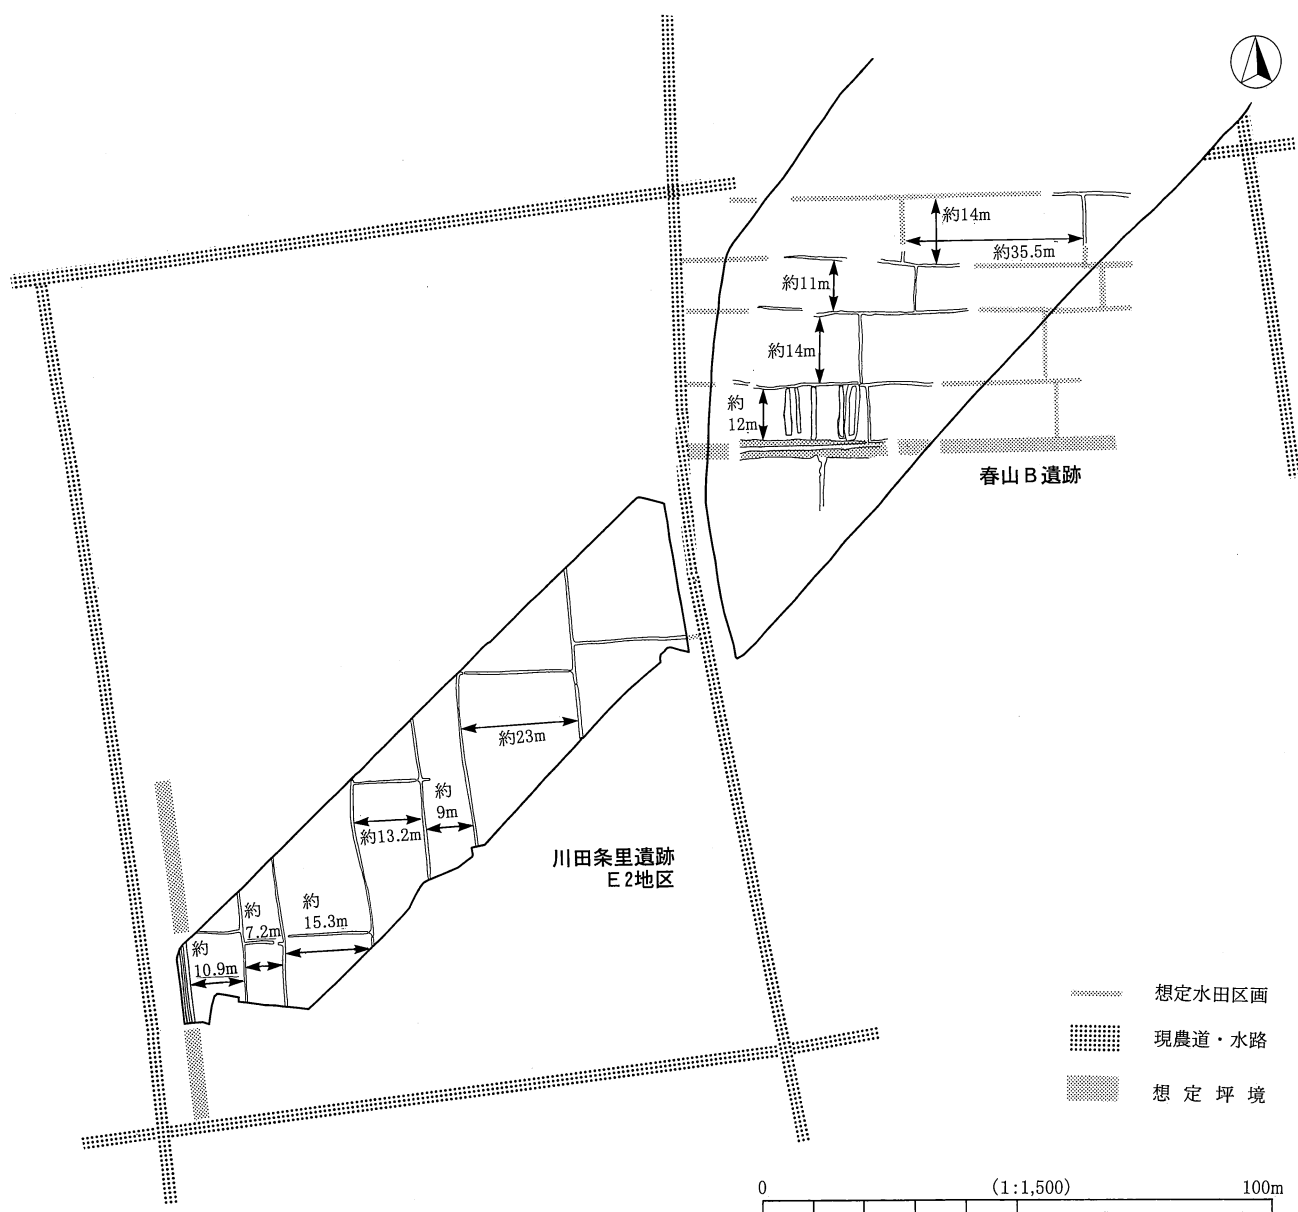 約14m
約35.5m
約11m
約14m
約
12m
春山B遺跡
約23m
約
9m
約13.2m
川田条里遺跡
E2地区
約
15.3m
約
7.2m
約
10.9m
想定水田区画
現農道・水路
想定坪境
0 (1:1,500) 100m